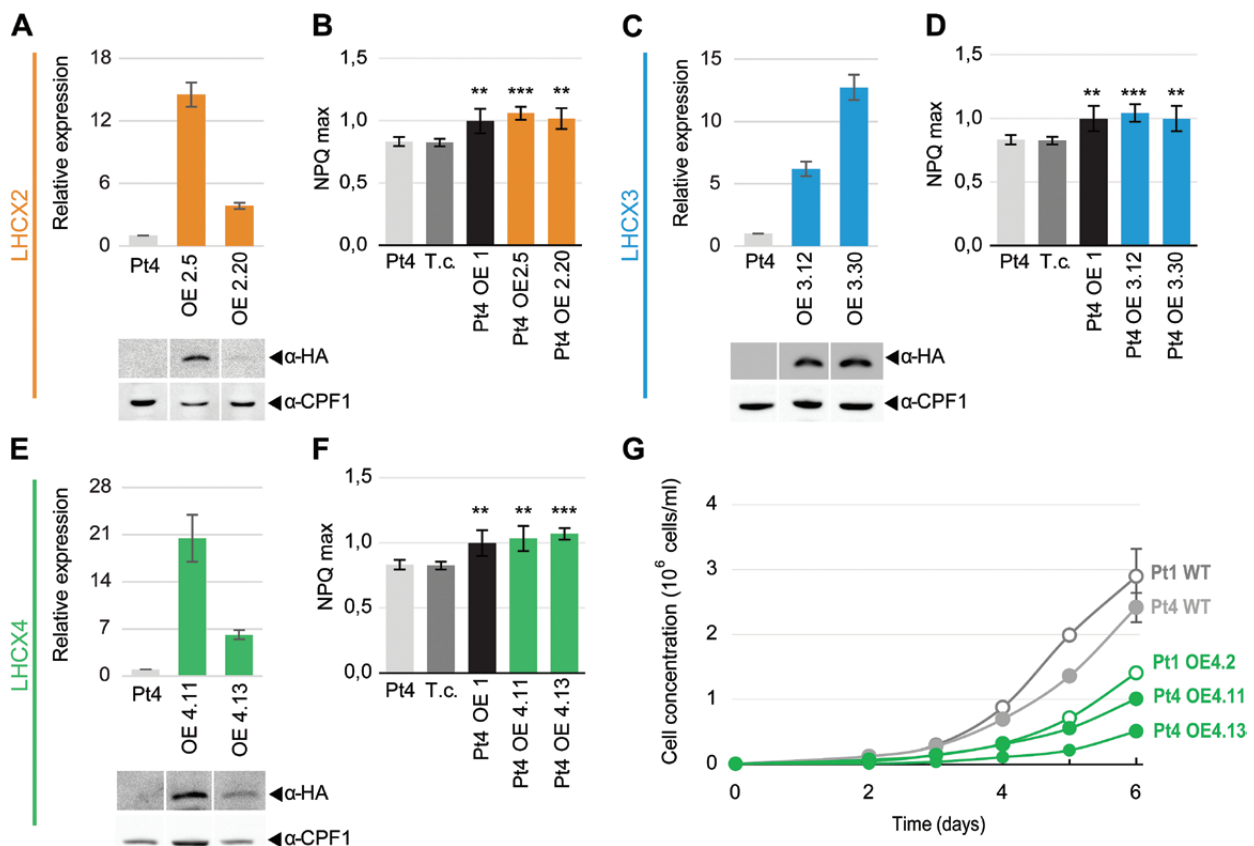 A
LHCX2
Relative expression
18
12
6
0
Pt4
OE 2.5
OE 2.20
α-HA
α-CPF1
B
NPQ max
1,5
1,0
0,5
0,0
** *** **
Pt4
T.c.
Pt4 OE 1
Pt4 OE2.5
Pt4 OE 2.20
C
LHCX3
Relative expression
15
10
5
0
Pt4
OE 3.12
OE 3.30
α-HA
α-CPF1
D
NPQ max
1,5
1,0
0,5
0,0
** *** **
Pt4
T.c.
Pt4 OE 1
Pt4 OE 3.12
Pt4 OE 3.30
E
LHCX4
Relative expression
28
21
14
7
0
Pt4
OE 4.11
OE 4.13
α-HA
α-CPF1
F
NPQ max
1,5
1,0
0,5
0,0
** ** ***
Pt4
T.c.
Pt4 OE 1
Pt4 OE 4.11
Pt4 OE 4.13
G
Cell concentration (10⁶ cells/ml)
4
3
2
1
0
Pt1 WT
Pt4 WT
Pt1 OE4.2
Pt4 OE4.11
Pt4 OE4.13
0 2 4 6
Time (days)